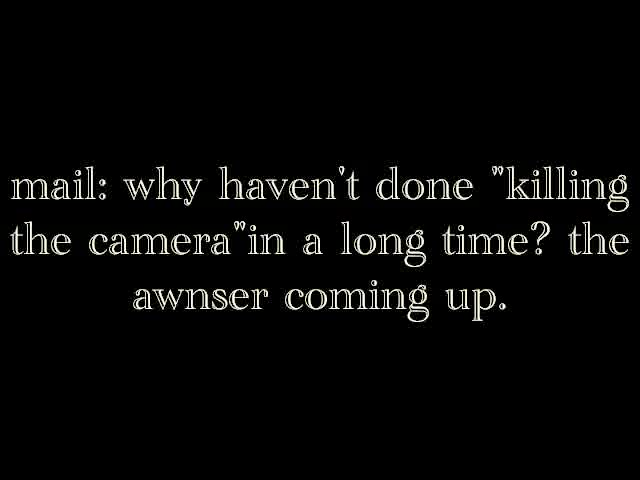 mail: why haven't done "killing
the camera"in a long time? the
awnser coming up.